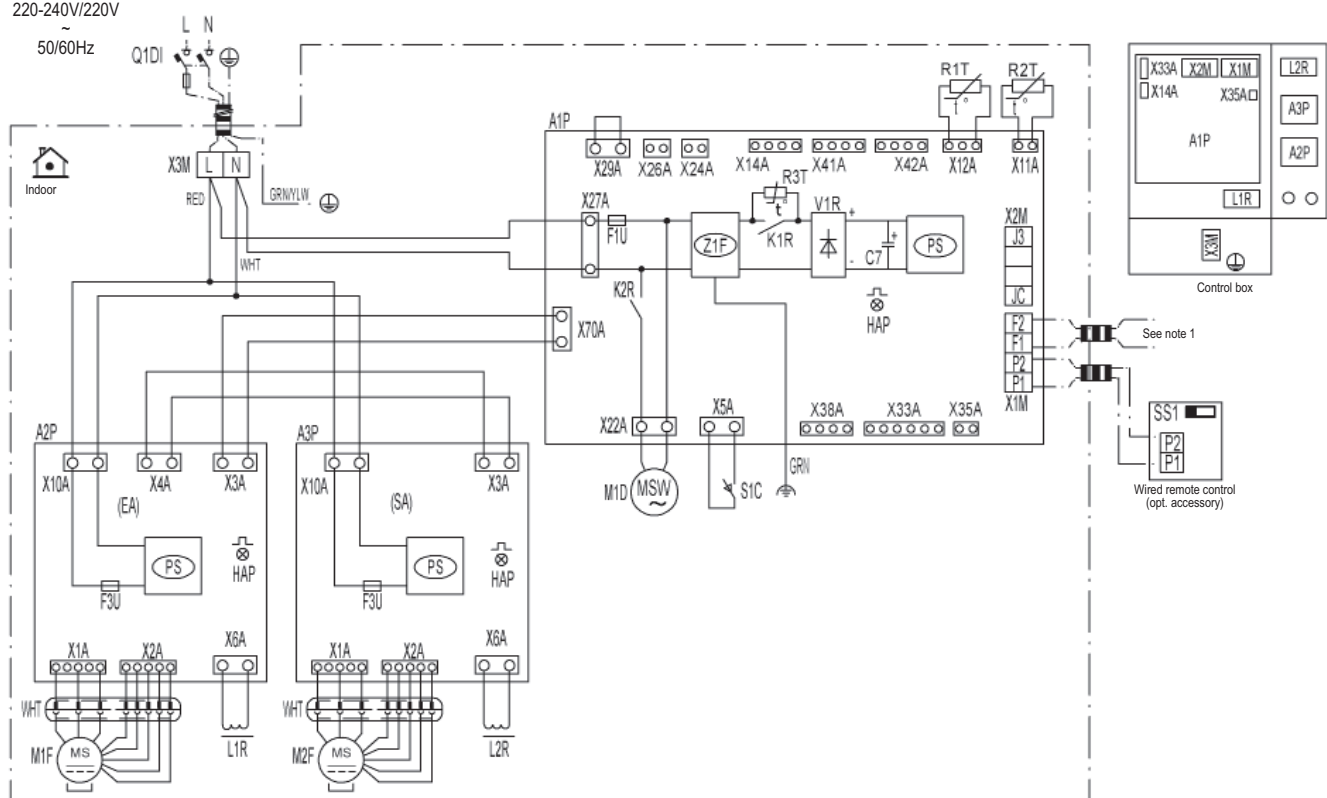 220-240V/220V
~
50/60Hz
L N
Q1DI
Indoor
X3M L N
RED
GRN/YLW
WHT
A1P
X29A X26A X24A X14A X41A X42A X12A X11A
R1T
t°
R2T
t°
X27A
F1U
Z1F
R3T
t°
K1R
V1R
+
-
C7
+
PS
K2R
HAP
X70A
X2M
J3
JC
F2
F1
P2
P1
X1M
See note 1
SS1
P2
P1
Wired remote control
(opt. accessory)
X22A X5A X38A X33A X35A
M1D MSW
~
S1C
GRN
A2P
X10A X4A X3A
(EA)
PS
F3U
HAP
X1A X2A X6A
WHT
M1F MS
L1R
A3P
X10A X3A
(SA)
PS
F3U
HAP
X1A X2A X6A
WHT
M2F MS
L2R
X33A X2M X1M
X14A X35A
A1P
L1R
L2R
A3P
A2P
X3M
Control box